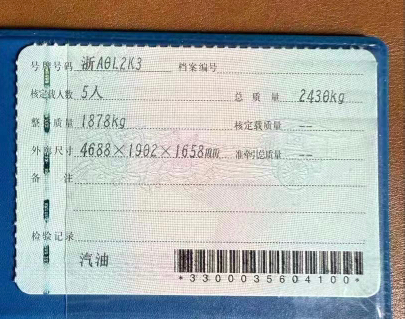 号牌号码 浙A0L2K3 档案编号
核定载人数 5人 总质量 2430kg
整备质量 1878kg 核定载质量 --
外廓尺寸 4688×1902×1658mm 准牵引总质量 --
备注
检验记录
汽油
*3300035604100*